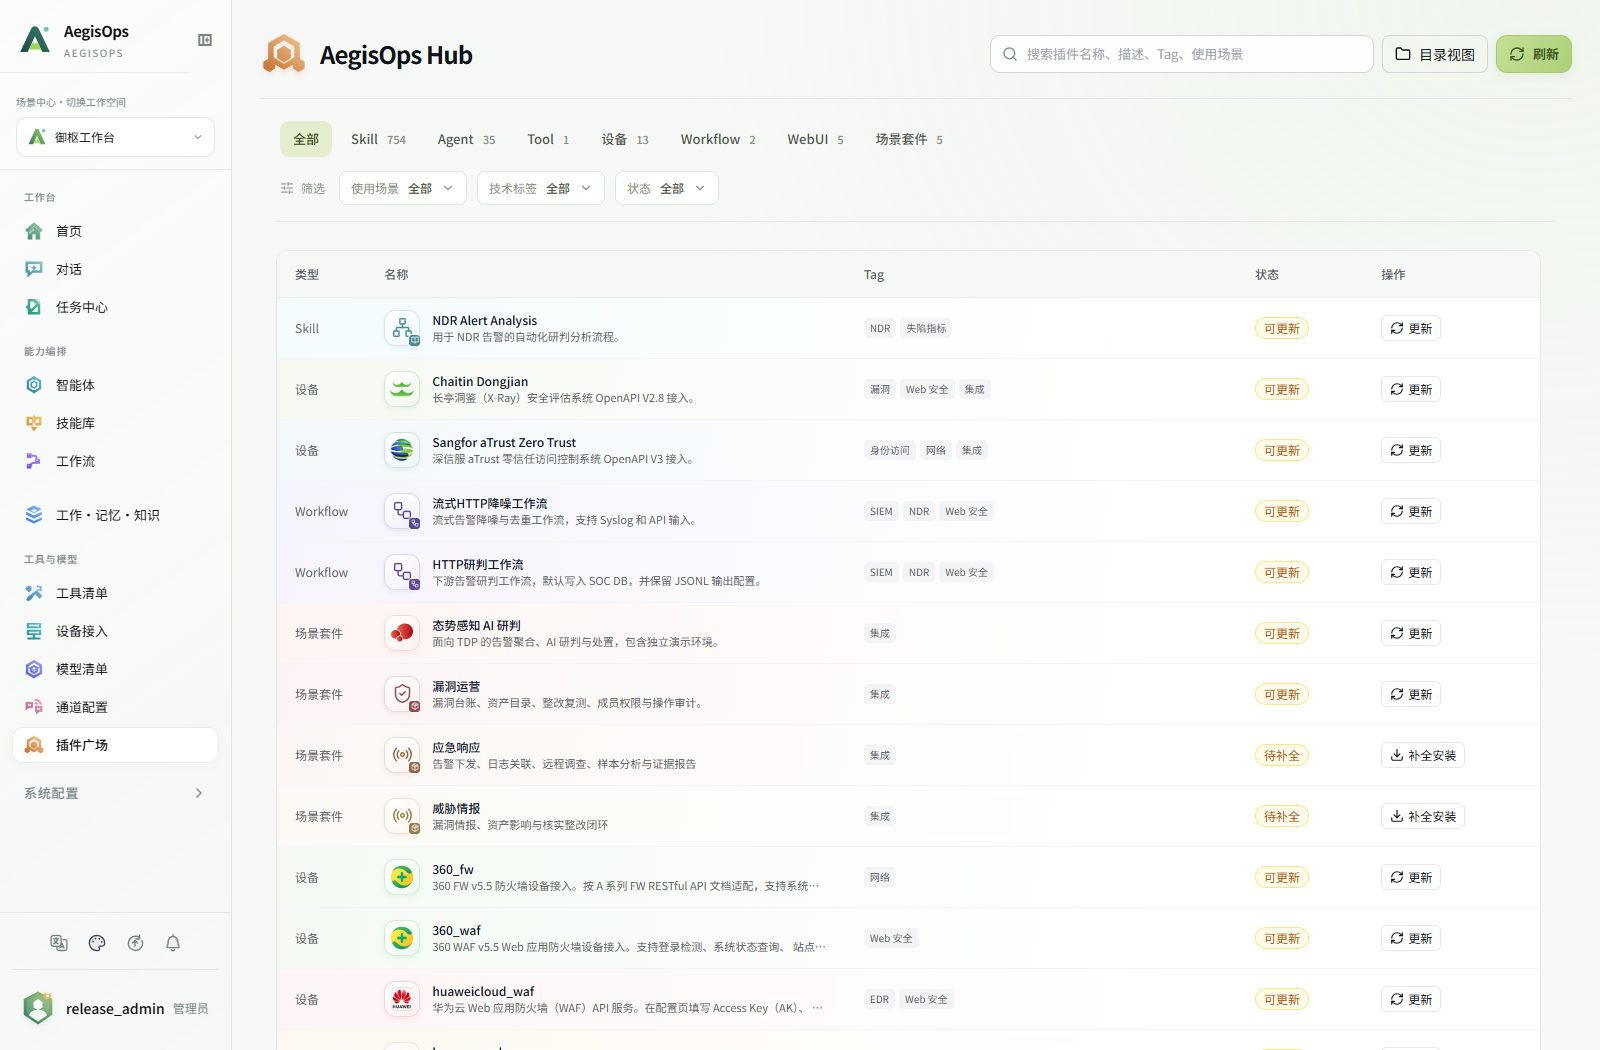 AegisOps
AEGISOPS
场景中心・切换工作空间
御枢工作台
工作台
首页
对话
任务中心
能力编排
智能体
技能库
工作流
工作・记忆・知识
工具与模型
工具清单
设备接入
模型清单
通道配置
插件广场
系统配置
release_admin 管理员
AegisOps Hub
搜索插件名称、描述、Tag、使用场景
目录视图
刷新
全部 Skill 754 Agent 35 Tool 1 设备 13 Workflow 2 WebUI 5 场景套件 5
筛选 使用场景 全部 技术标签 全部 状态 全部
类型 名称 Tag 状态 操作
Skill NDR Alert Analysis NDR 失陷指标 可更新 更新
用于 NDR 告警的自动化研判分析流程。
设备 Chaitin Dongjian 漏洞 Web 安全 集成 可更新 更新
长亭洞鉴（X-Ray）安全评估系统 OpenAPI V2.8 接入。
设备 Sangfor aTrust Zero Trust 身份访问 网络 集成 可更新 更新
深信服 aTrust 零信任访问控制系统 OpenAPI V3 接入。
Workflow 流式HTTP降噪工作流 SIEM NDR Web 安全 可更新 更新
流式告警降噪与去重工作流，支持 Syslog 和 API 输入。
Workflow HTTP研判工作流 SIEM NDR Web 安全 可更新 更新
下游告警研判工作流，默认写入 SOC DB，并保留 JSONL 输出配置。
场景套件 态势感知 AI 研判 集成 可更新 更新
面向 TDP 的告警聚合、AI 研判与处置，包含独立演示环境。
场景套件 漏洞运营 集成 可更新 更新
漏洞台账、资产目录、整改复测、成员权限与操作审计。
场景套件 应急响应 集成 待补全 补全安装
告警下发、日志关联、远程调查、样本分析与证据报告
场景套件 威胁情报 集成 待补全 补全安装
漏洞情报、资产影响与核实整改闭环
设备 360_fw 网络 可更新 更新
360 FW v5.5 防火墙设备接入。按 A 系列 FW RESTful API 文档适配，支持系统…
设备 360_waf Web 安全 可更新 更新
360 WAF v5.5 Web 应用防火墙设备接入。支持登录检测、系统状态查询、 站点…
设备 huaweicloud_waf EDR Web 安全 可更新 更新
华为云 Web 应用防火墙（WAF）API 服务。在配置页填写 Access Key（AK）、 …
HUAWEI